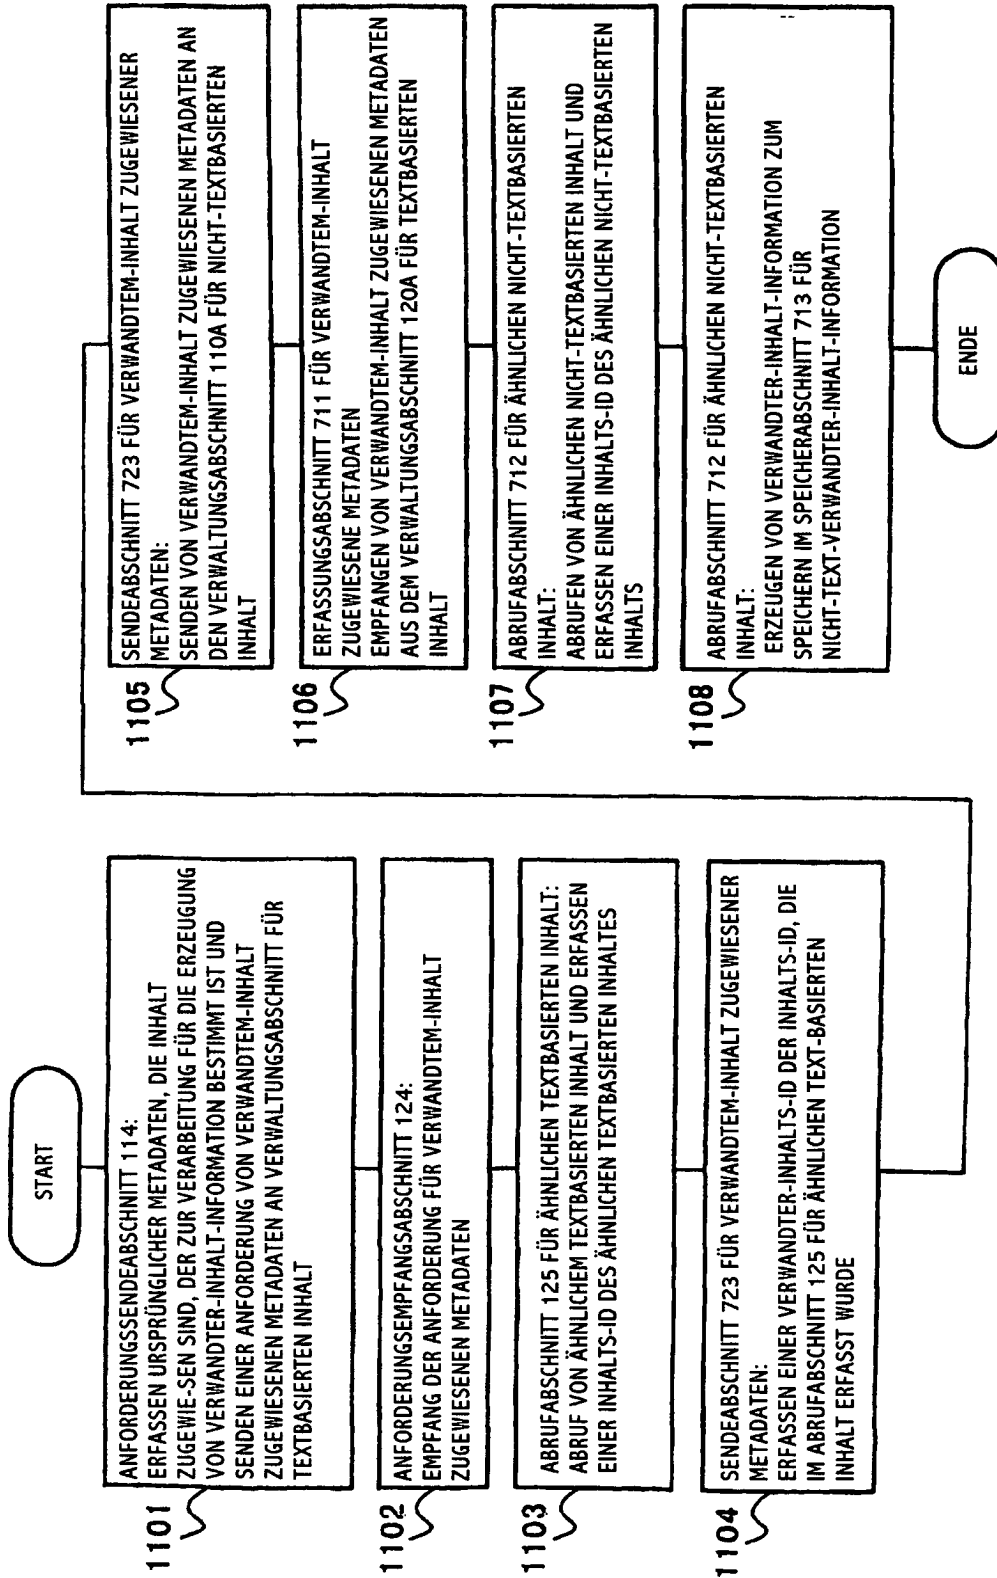 START
1101
ANFORDERUNGSSENDEABSCHNITT 114:
ERFASSEN URSPRÜNGLICHER METADATEN, DIE INHALT
ZUGEWIE-SEN SIND, DER ZUR VERARBEITUNG FÜR DIE ERZEUGUNG
VON VERWANDTER-INHALT-INFORMATION BESTIMMT IST UND
SENDEN EINER ANFORDERUNG VON VERWANDTEM-INHALT
ZUGEWIESENEN METADATEN AN VERWALTUNGSABSCHNITT FÜR
TEXTBASIERTEN INHALT
1102
ANFORDERUNGSEMPFANGSABSCHNITT 124:
EMPFANG DER ANFORDERUNG FÜR VERWANDTEM-INHALT
ZUGEWIESENEN METADATEN
1103
ABRUFABSCHNITT 125 FÜR ÄHNLICHEN TEXTBASIERTEN INHALT:
ABRUF VON ÄHNLICHEM TEXTBASIERTEN INHALT UND ERFASSEN
EINER INHALTS-ID DES ÄHNLICHEN TEXTBASIERTEN INHALTES
1104
SENDEABSCHNITT 723 FÜR VERWANDTEM-INHALT ZUGEWIESENER
METADATEN:
ERFASSEN EINER VERWANDTER-INHALTS-ID DER INHALTS-ID, DIE
IM ABRUFABSCHNITT 125 FÜR ÄHNLICHEN TEXT-BASIERTEN
INHALT ERFASST WURDE
1105
SENDEABSCHNITT 723 FÜR VERWANDTEM-INHALT ZUGEWIESENER
METADATEN:
SENDEN VON VERWANDTEM-INHALT ZUGEWIESENEN METADATEN AN
DEN VERWALTUNGSABSCHNITT 110A FÜR NICHT-TEXTBASIERTEN
INHALT
1106
ERFASSUNGSABSCHNITT 711 FÜR VERWANDTEM-INHALT
ZUGEWIESENE METADATEN
EMPFANGEN VON VERWANDTEM-INHALT ZUGEWIESENEN METADATEN
AUS DEM VERWALTUNGSABSCHNITT 120A FÜR TEXTBASIERTEN
INHALT
1107
ABRUFABSCHNITT 712 FÜR ÄHNLICHEN NICHT-TEXTBASIERTEN
INHALT:
ABRUFEN VON ÄHNLICHEN NICHT-TEXTBASIERTEN INHALT UND
ERFASSEN EINER INHALTS-ID DES ÄHNLICHEN NICHT-TEXTBASIERTEN
INHALTS
1108
ABRUFABSCHNITT 712 FÜR ÄHNLICHEN NICHT-TEXTBASIERTEN
INHALT:
ERZEUGEN VON VERWANDTER-INHALT-INFORMATION ZUM
SPEICHERN IM SPEICHERABSCHNITT 713 FÜR
NICHT-TEXT-VERWANDTER-INHALT-INFORMATION
ENDE